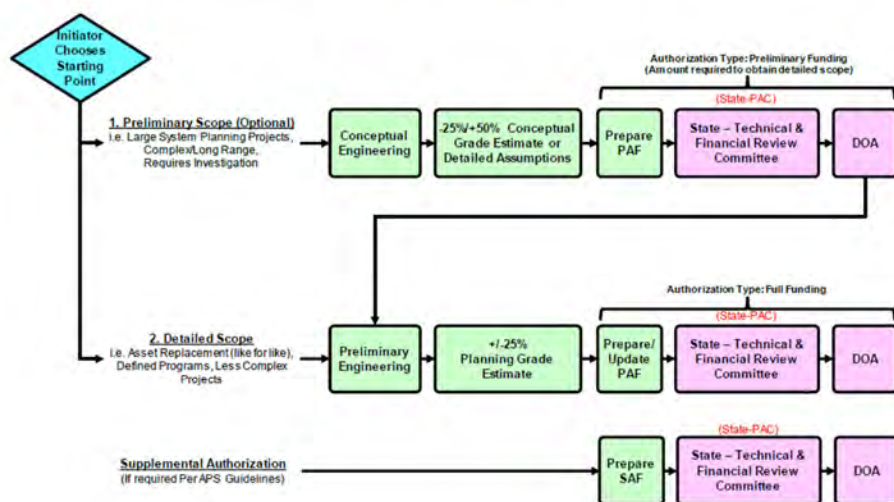 Initiator
Chooses
Starting
Point
Authorization Type: Preliminary Funding
(Amount required to obtain detailed scope)
(State-PAC)
1. Preliminary Scope (Optional)
i.e. Large System Planning Projects,
Complex/Long Range,
Requires Investigation
Conceptual
Engineering
-25%/+50% Conceptual
Grade Estimate or
Detailed Assumptions
Prepare
PAF
State – Technical &
Financial Review
Committee
DOA
Authorization Type: Full Funding
(State-PAC)
2. Detailed Scope
i.e. Asset Replacement (like for like),
Defined Programs, Less Complex
Projects
Preliminary
Engineering
+/-25%
Planning Grade
Estimate
Prepare/
Update
PAF
State – Technical &
Financial Review
Committee
DOA
(State-PAC)
Supplemental Authorization
(If required Per APS Guidelines)
Prepare
SAF
State – Technical &
Financial Review
Committee
DOA